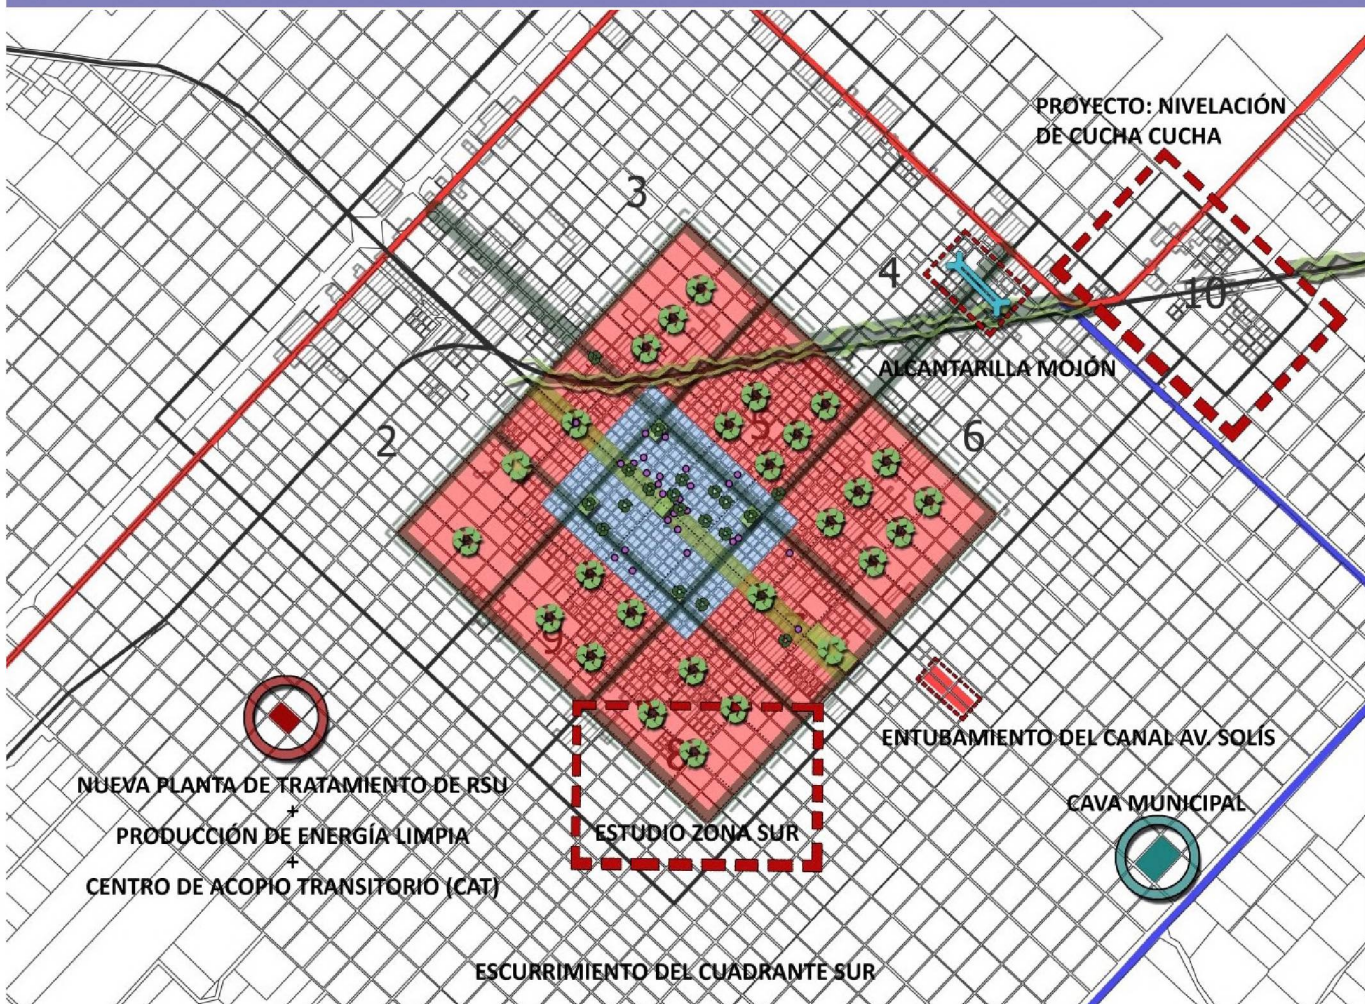 PROYECTO: NIVELACIÓN
DE CUCHA CUCHA
3
4
10
ALCANTARILLA MOJÓN
2
5
6
9
8
ENTUBAMIENTO DEL CANAL AV. SOLÍS
NUEVA PLANTA DE TRATAMIENTO DE RSU
+
PRODUCCIÓN DE ENERGÍA LIMPIA
+
CENTRO DE ACOPIO TRANSITORIO (CAT)
CAVA MUNICIPAL
ESTUDIO ZONA SUR
ESCURRIMIENTO DEL CUADRANTE SUR